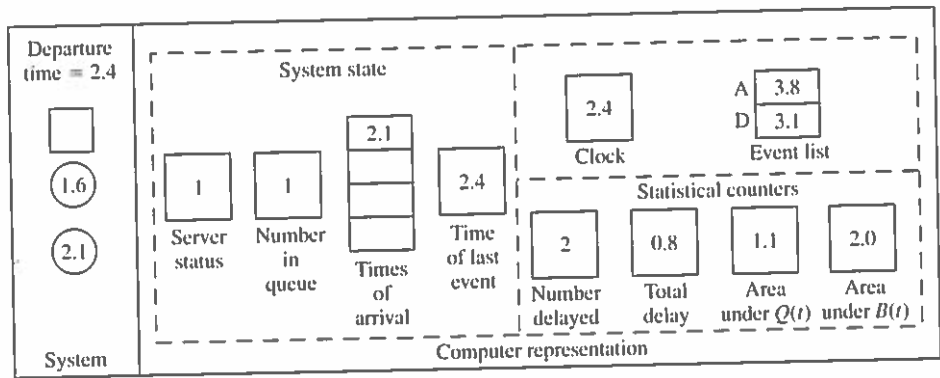 Departure
time = 2.4
1.6
2.1
System
System state
1
Server
status
1
Number
in
queue
2.1
Times
of
arrival
2.4
Time
of last
event
2.4
Clock
A 3.8
D 3.1
Event list
Statistical counters
2
Number
delayed
0.8
Total
delay
1.1
Area
under Q(t)
2.0
Area
under B(t)
Computer representation